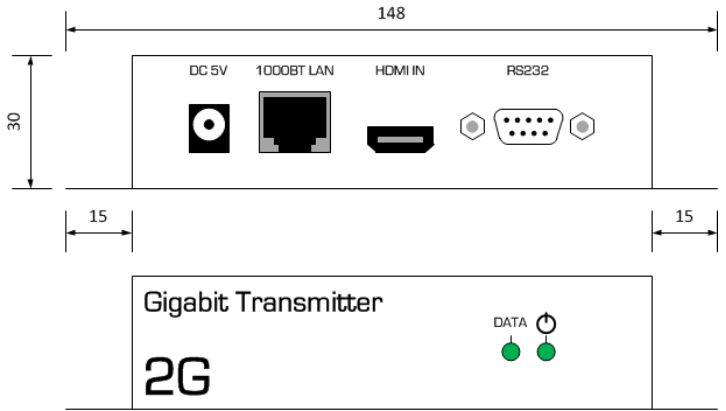 148
DC 5V 1000BT LAN HDMI IN RS232
30
15 15
Gigabit Transmitter
DATA
2G